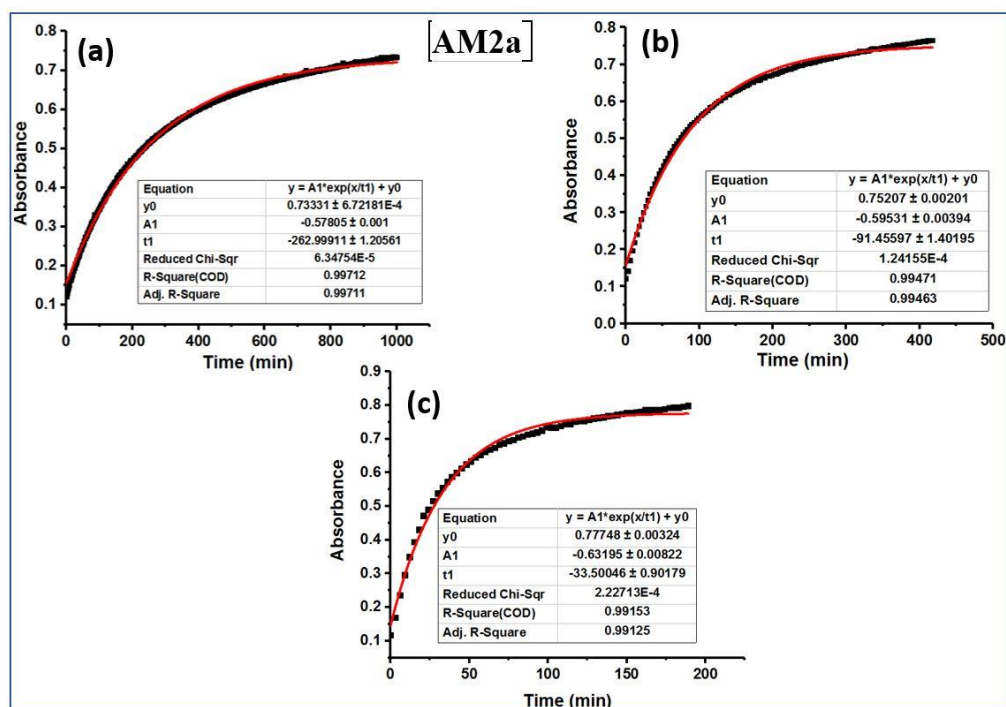 (a)
[AM2a]
(b)
Absorbance
0.8
0.7
0.6
0.5
0.4
0.3
0.2
0.1
Equation y = A1*exp(x/t1) + y0
y0 0.73331 ± 6.72181E-4
A1 -0.57805 ± 0.001
t1 -262.99911 ± 1.20561
Reduced Chi-Sqr 6.34754E-5
R-Square(COD) 0.99712
Adj. R-Square 0.99711
0 200 400 600 800 1000
Time (min)
Absorbance
0.8
0.7
0.6
0.5
0.4
0.3
0.2
0.1
0.0
Equation y = A1*exp(x/t1) + y0
y0 0.75207 ± 0.00201
A1 -0.59531 ± 0.00394
t1 -91.45597 ± 1.40195
Reduced Chi-Sqr 1.24155E-4
R-Square(COD) 0.99471
Adj. R-Square 0.99463
0 100 200 300 400 500
Time (min)
(c)
Absorbance
0.9
0.8
0.7
0.6
0.5
0.4
0.3
0.2
0.1
Equation y = A1*exp(x/t1) + y0
y0 0.77748 ± 0.00324
A1 -0.63195 ± 0.00822
t1 -33.50046 ± 0.90179
Reduced Chi-Sqr 2.22713E-4
R-Square(COD) 0.99153
Adj. R-Square 0.99125
0 50 100 150 200
Time (min)